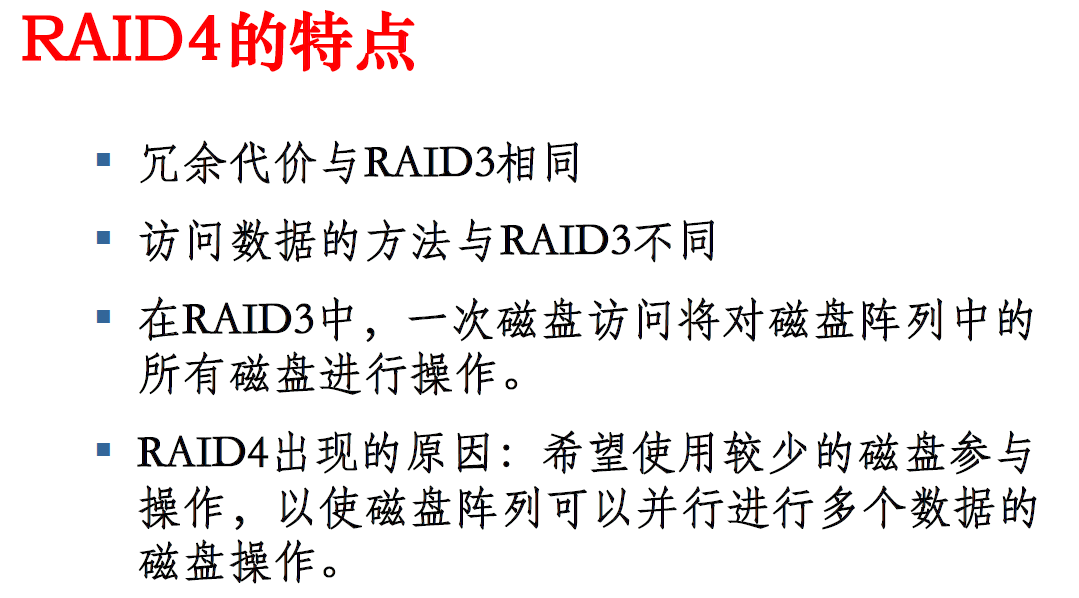 RAID4的特点
▪ 冗余代价与RAID3相同
▪ 访问数据的方法与RAID3不同
▪ 在RAID3中，一次磁盘访问将对磁盘阵列中的
所有磁盘进行操作。
▪ RAID4出现的原因：希望使用较少的磁盘参与
操作，以使磁盘阵列可以并行进行多个数据的
磁盘操作。